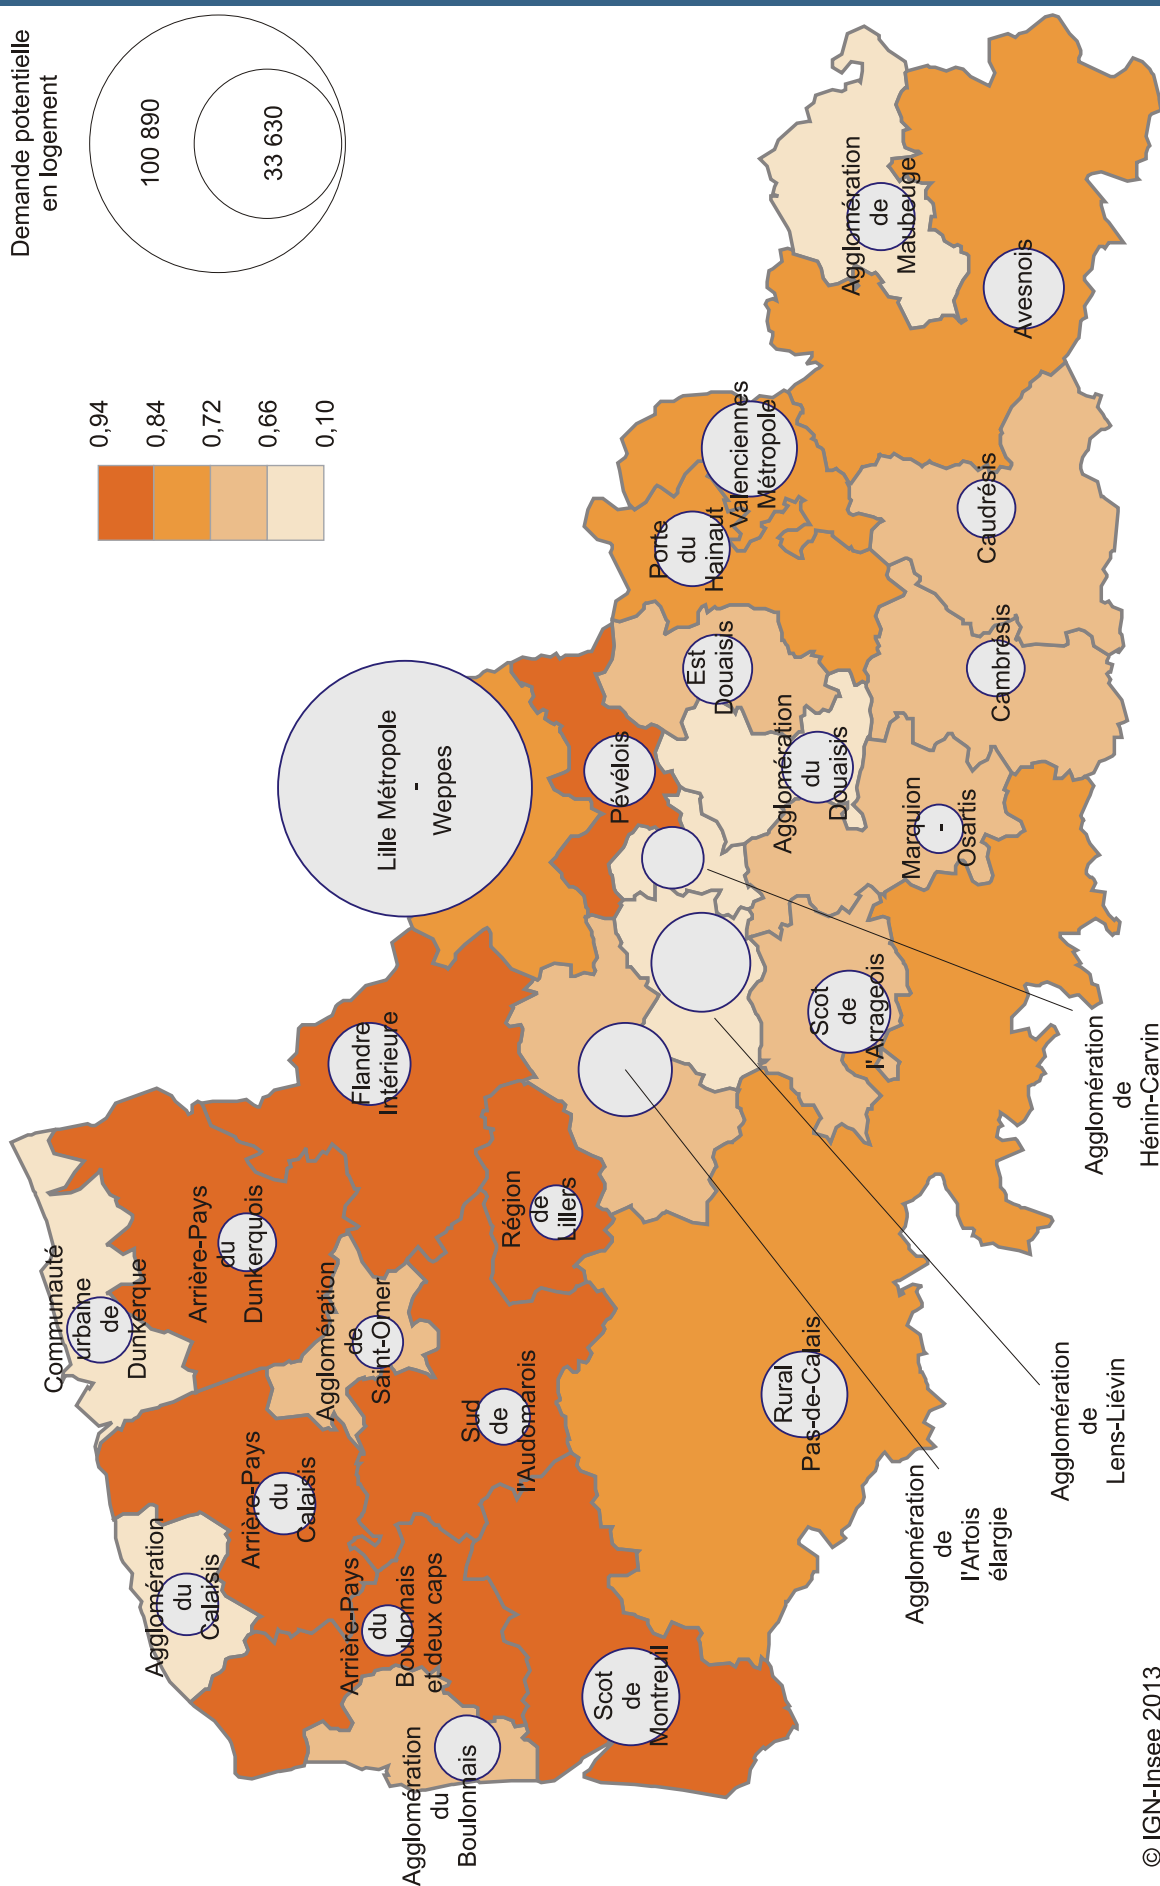 Demande potentielle
en logement
100 890
33 630
0,94
0,84
0,72
0,66
0,10
Communauté
urbaine
de
Dunkerque
Arrière-Pays
du
Dunkerquois
Flandre
Intérieure
Lille Métropole
-
Weppes
Agglomération
du
Calaisis
Arrière-Pays
du
Calaisis
Agglomération
de
Saint-Omer
Région
de
Lillers
Pévélois
Porte
du
Hainaut
Valenciennes
Métropole
Agglomération
de
Maubeuge
Arrière-Pays
du
Boulonnais
et deux caps
Sud
de
l'Audomarois
Est
Douaisis
Agglomération
du
Boulonnais
Scot
de
Montreuil
Rural
Pas-de-Calais
Scot
de
l'Arrageois
Agglomération
du
Douaisis
Marquion
-
Osartis
Cambrésis
Caudrésis
Avesnois
Agglomération
de
l'Artois
élargie
Agglomération
de
Lens-Liévin
Agglomération
de
Hénin-Carvin
© IGN-Insee 2013